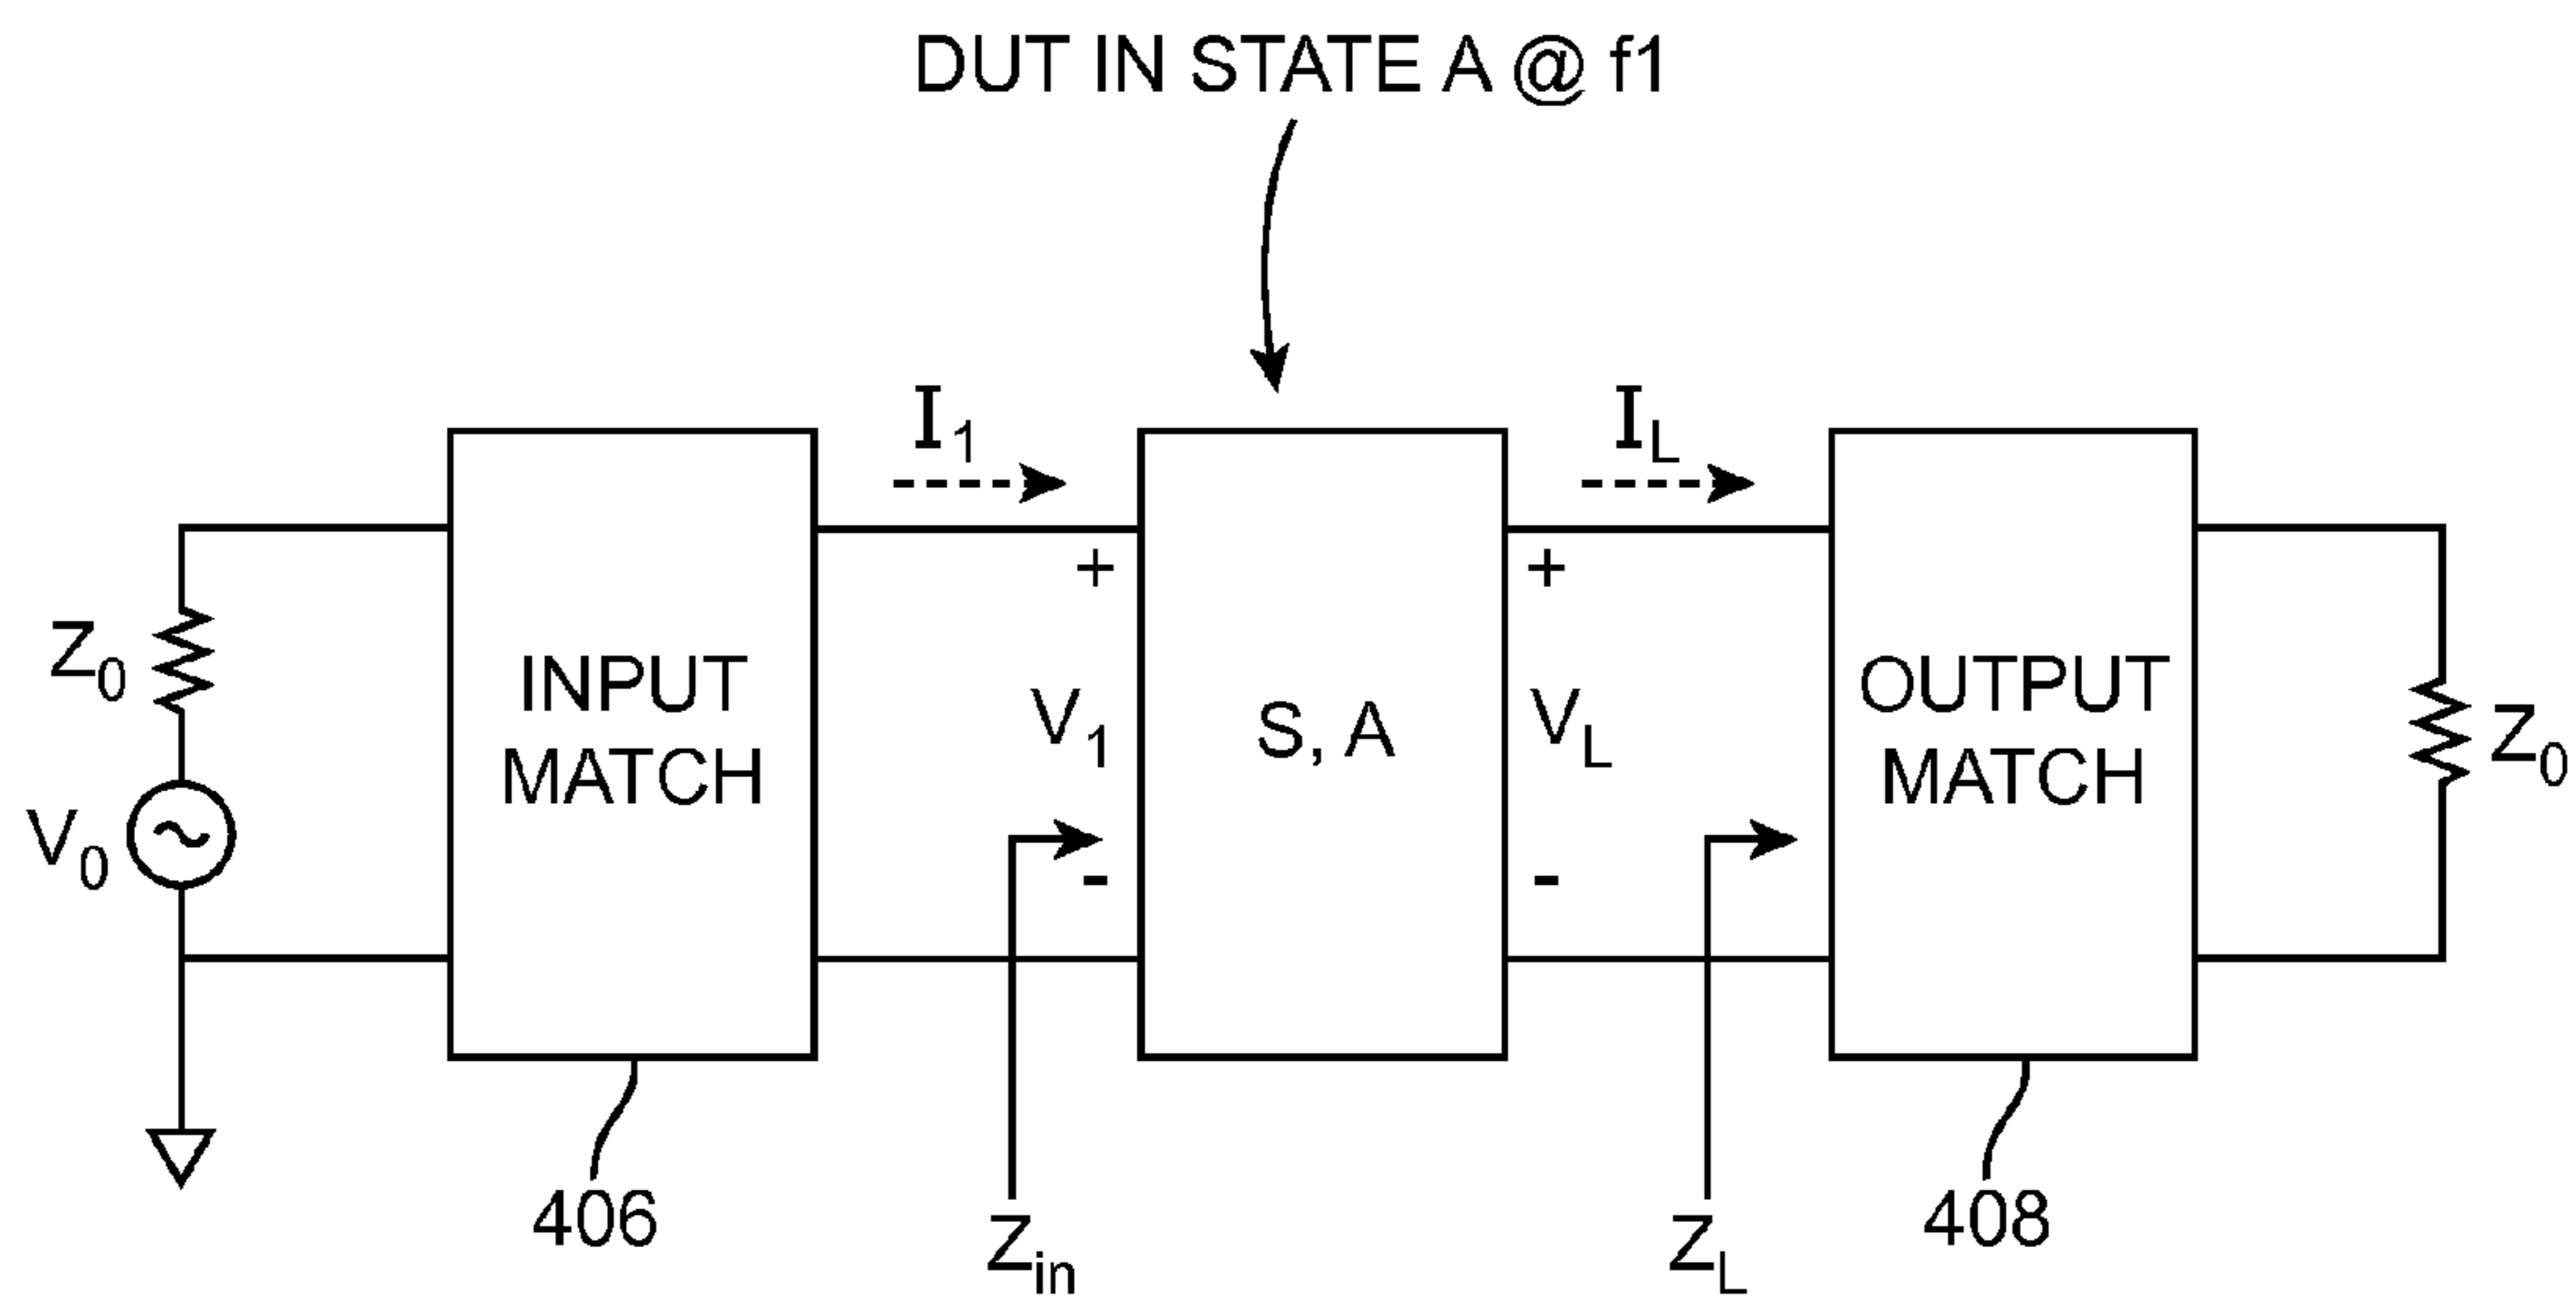 DUT IN STATE A @ f1
I1
IL
Z0
V0
INPUT
MATCH
+
V1
-
S, A
+
VL
-
OUTPUT
MATCH
Z0
406
Zin
ZL
408